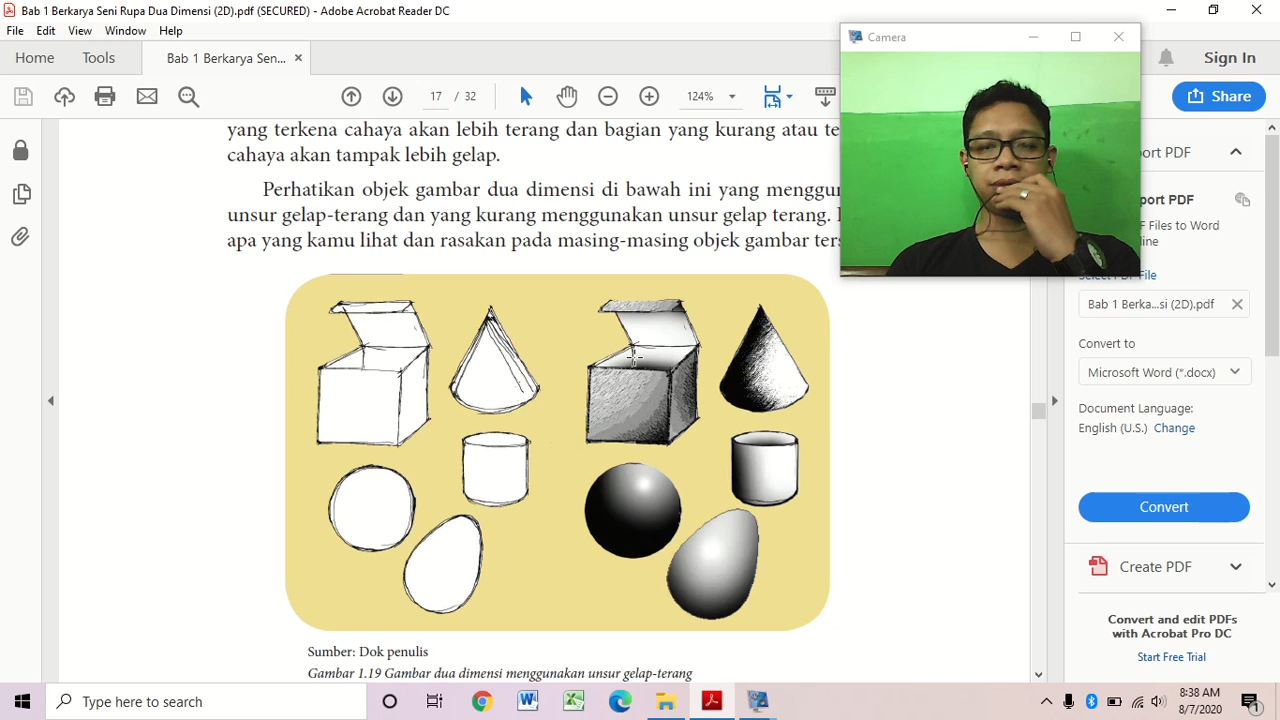 Bab 1 Berkarya Seni Rupa Dua Dimensi (2D).pdf (SECURED) - Adobe Acrobat Reader DC
File Edit View Window Help
Camera
Home Tools Bab 1 Berkarya Sen... × Sign In
17 / 32 124% Share
yang terkena cahaya akan lebih terang dan bagian yang kurang atau
cahaya akan tampak lebih gelap.
Perhatikan objek gambar dua dimensi di bawah ini yang
unsur gelap-terang dan yang kurang menggunakan unsur gelap terang.
apa yang kamu lihat dan rasakan pada masing-masing objek gambar
Sumber: Dok penulis
Gambar 1.19 Gambar dua dimensi menggunakan unsur gelap-terang
PDF
PDF
PDF Files to Word
Select PDF File
Bab 1 Berka...si (2D).pdf
Convert to
Microsoft Word (*.docx)
Document Language:
English (U.S.) Change
Convert
Create PDF
Convert and edit PDFs
with Acrobat Pro DC
Start Free Trial
Type here to search
8:38 AM
8/7/2020